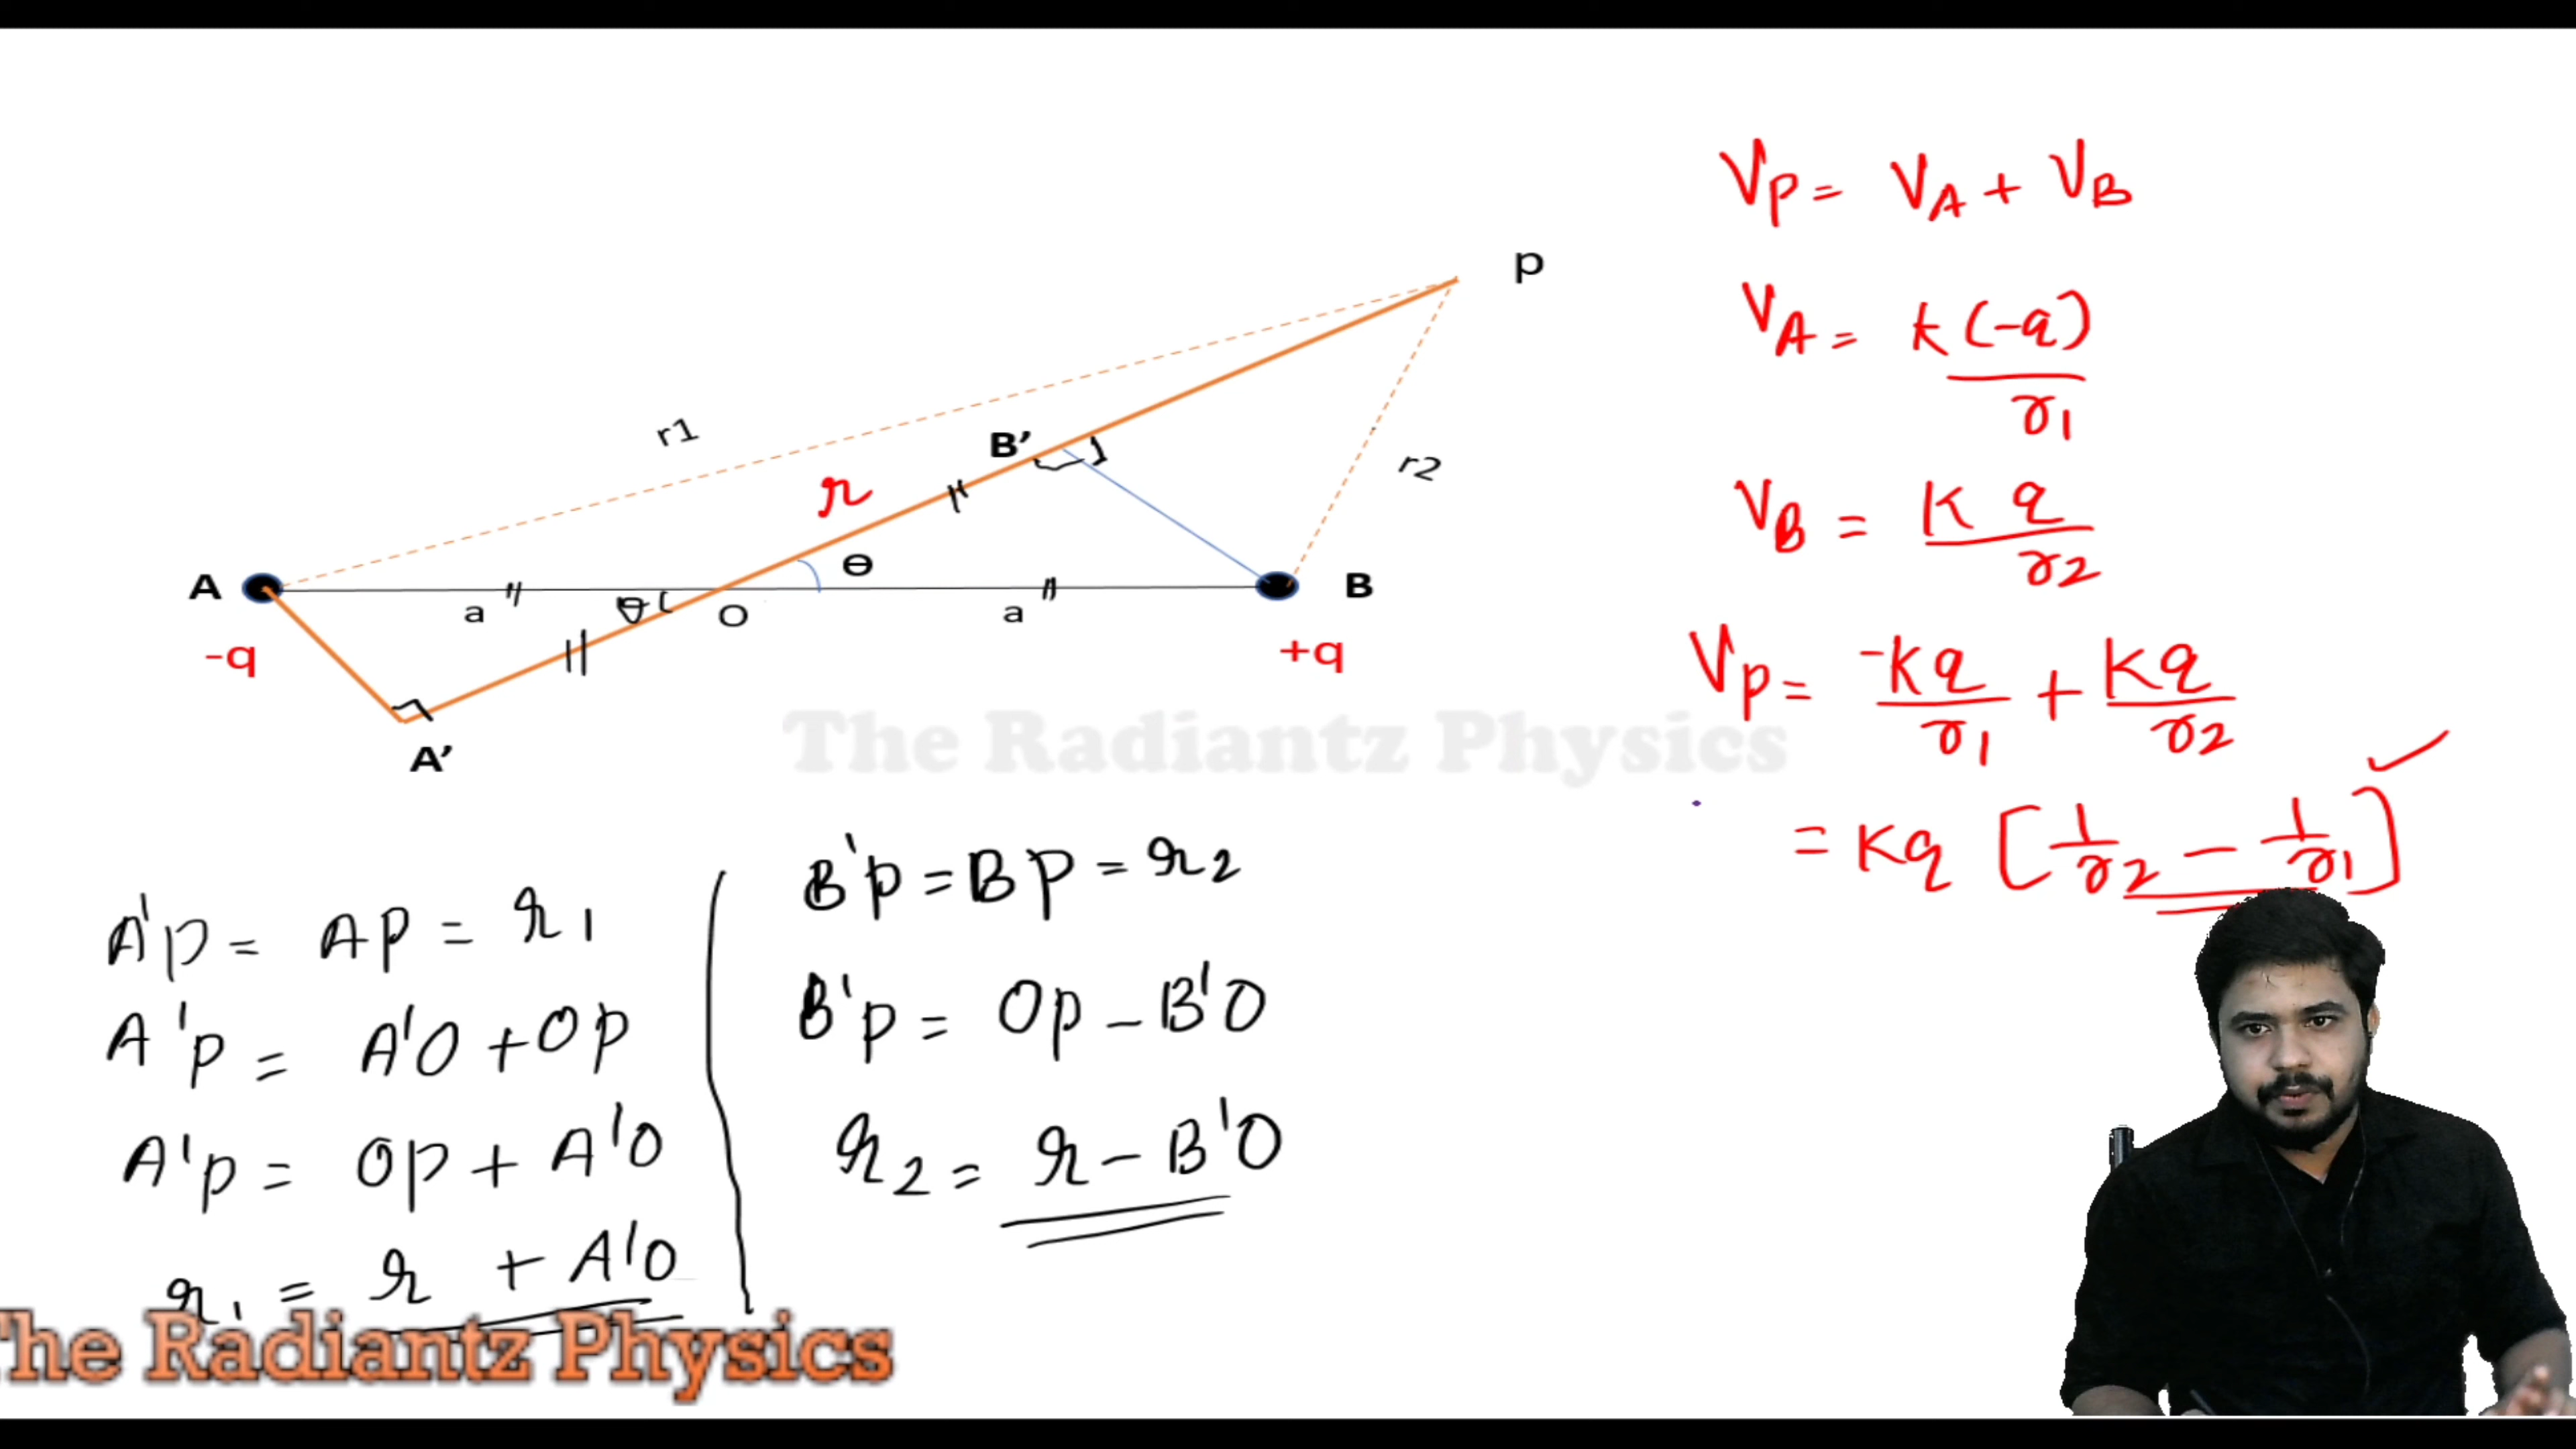 Vp = VA + VB
p
VA = k(-q)
r1
r1
B'
r2
r
VB = K q
r2
θ
A
B
a
θ
O
a
-q
+q
Vp = -Kq + Kq
r1 r2
A'
The Radiantz Physics
= Kq [1/r2 - 1/r1] ✓
B'p = Bp = r2
A'p = Ap = r1
B'p = Op - B'O
A'p = A'O + Op
A'p = Op + A'O
r2 = r - B'O
r1 = r + A'O
The Radiantz Physics